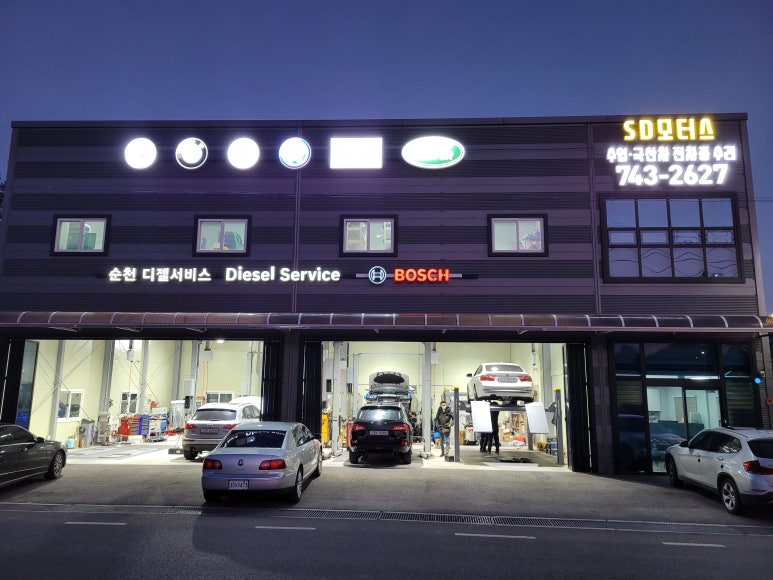 SD모터스
수입·국산차 전차종 수리
743-2627
순천 디젤서비스 Diesel Service BOSCH